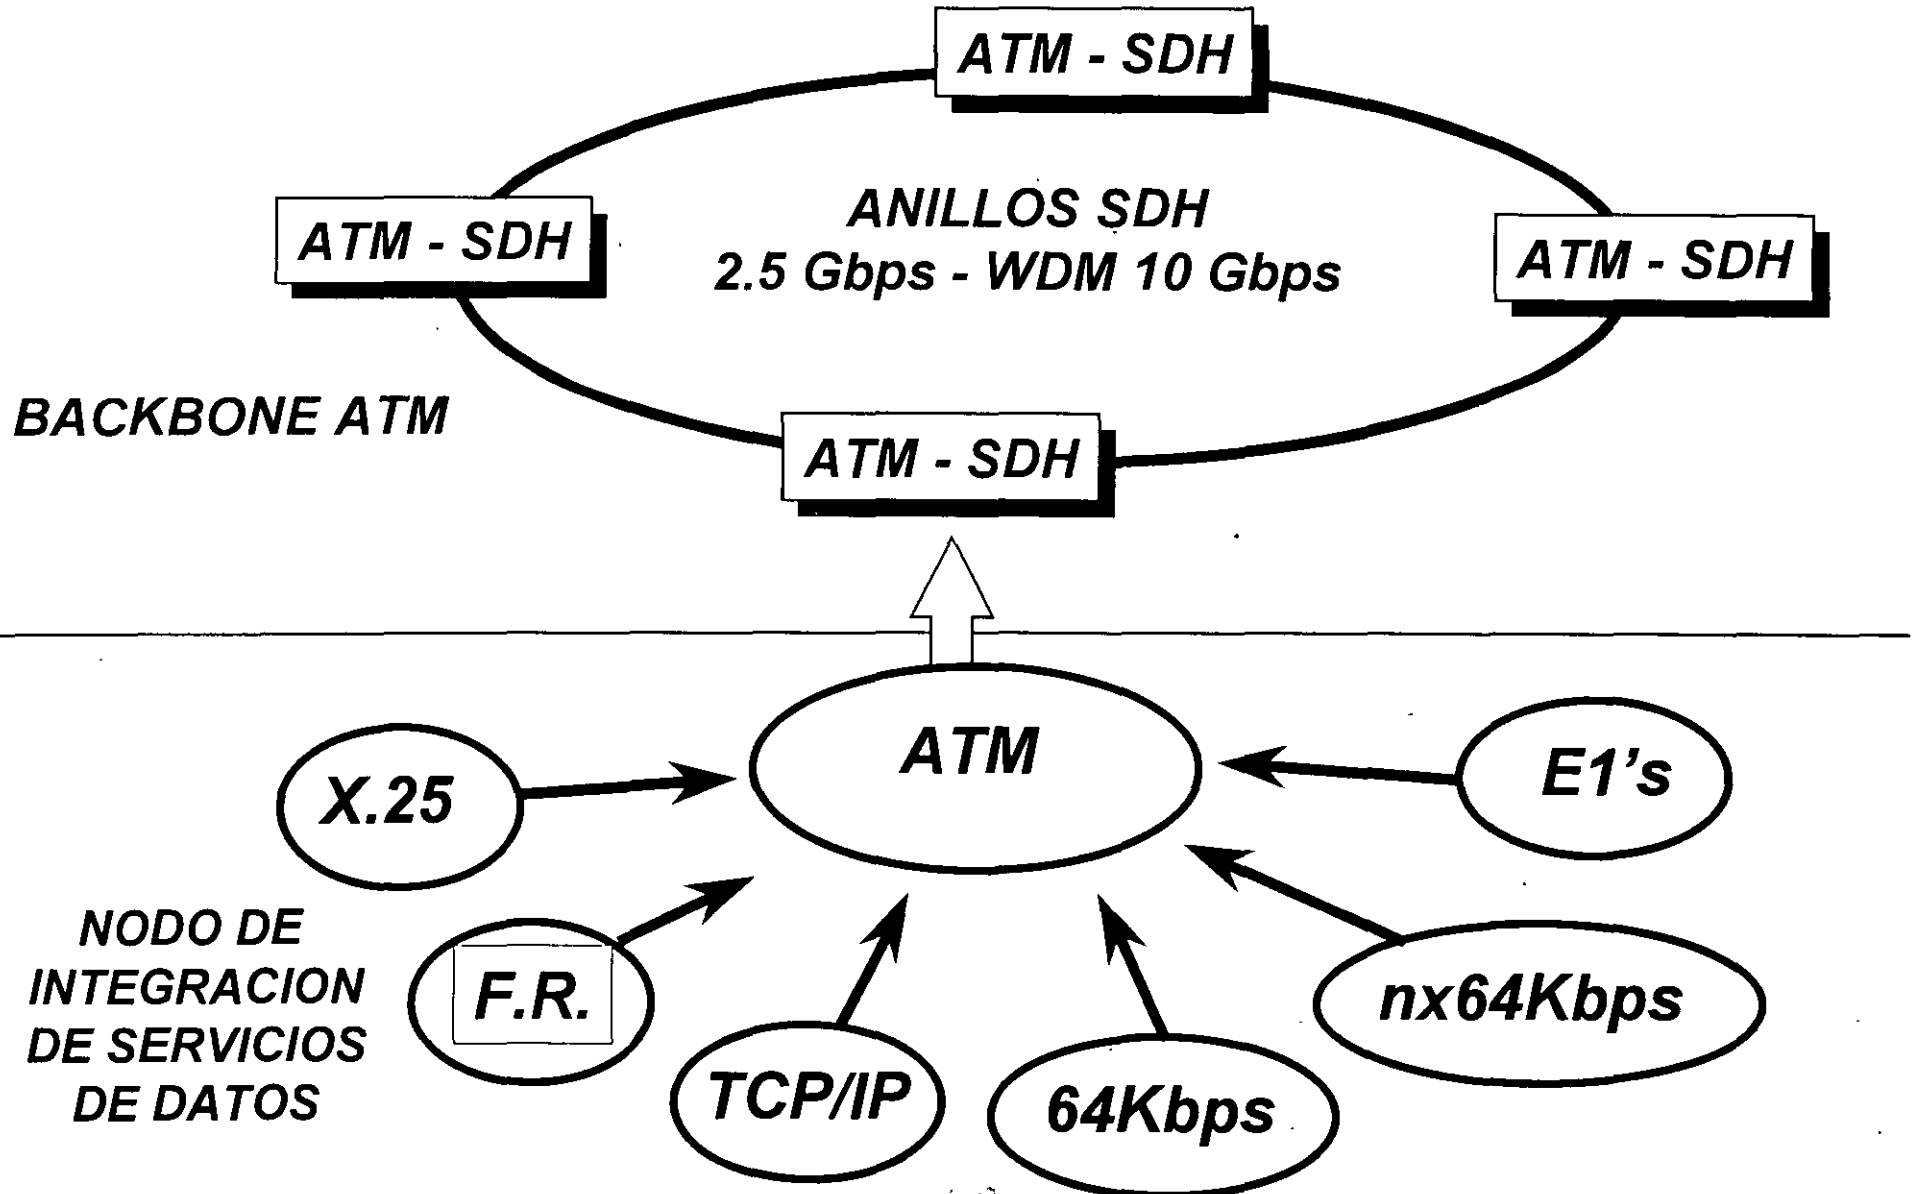 ATM - SDH
ANILLOS SDH
2.5 Gbps - WDM 10 Gbps
ATM - SDH
ATM - SDH
BACKBONE ATM
ATM - SDH
ATM
X.25
E1's
NODO DE
INTEGRACION
DE SERVICIOS
DE DATOS
F.R.
nx64Kbps
TCP/IP
64Kbps